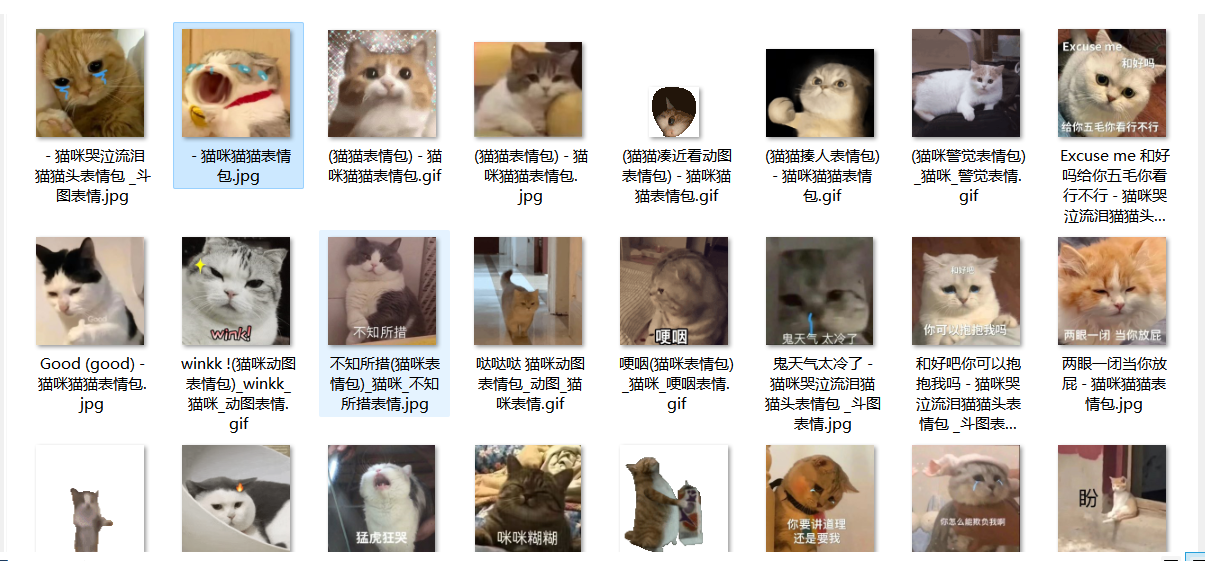 Excuse me
和好吗
给你五毛你看行不行
- 猫咪哭泣流泪
猫猫头表情包 _斗
图表情.jpg
- 猫咪猫猫表情
包.jpg
(猫猫表情包) - 猫
咪猫猫表情包.gif
(猫猫表情包) - 猫
咪猫猫表情包.
jpg
(猫猫凑近看动图
表情包) - 猫咪猫
猫表情包.gif
(猫猫揍人表情包)
- 猫咪猫猫表情
包.gif
(猫咪警觉表情包)
_猫咪_警觉表情.
gif
Excuse me 和好
吗给你五毛你看
行不行 - 猫咪哭
泣流泪猫猫头...
Good
wink!
不知所措
哽咽
鬼天气 太冷了
和好吧
你可以抱抱我吗
两眼一闭 当你放屁
Good (good) -
猫咪猫猫表情包.
jpg
winkk !(猫咪动图
表情包)_winkk_
猫咪_动图表情.
gif
不知所措(猫咪表
情包)_猫咪_不知
所措表情.jpg
哒哒哒 猫咪动图
表情包_动图_猫
咪表情.gif
哽咽(猫咪表情包)
_猫咪_哽咽表情.
gif
鬼天气太冷了 -
猫咪哭泣流泪猫
猫头表情包 _斗图
表情.jpg
和好吧你可以抱
抱我吗 - 猫咪哭
泣流泪猫猫头表
情包 _斗图表...
两眼一闭当你放
屁 - 猫咪猫猫表
情包.jpg
猛虎狂哭
咪咪糊糊
你要讲道理
还是要我
你怎么能欺负我啊
盼